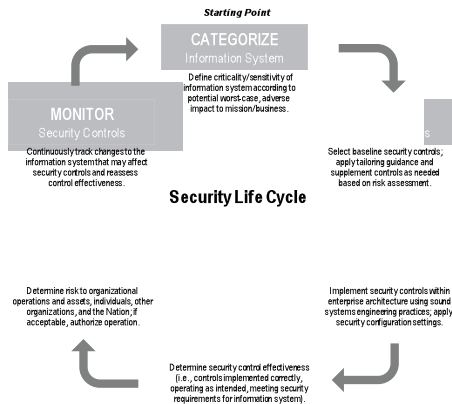 Starting Point
CATEGORIZE
Information System
Define criticality/sensitivity of
information system according to
potential worst-case, adverse
impact to mission/business.
MONITOR
Security Controls
Continuously track changes to the
information system that may affect
security controls and reassess
control effectiveness.
s
Select baseline security controls;
apply tailoring guidance and
supplement controls as needed
based on risk assessment.
Security Life Cycle
Determine risk to organizational
operations and assets, individuals, other
organizations, and the Nation; if
acceptable, authorize operation.
Implement security controls within
enterprise architecture using sound
systems engineering practices; apply
security configuration settings.
Determine security control effectiveness
(i.e., controls implemented correctly,
operating as intended, meeting security
requirements for information system).